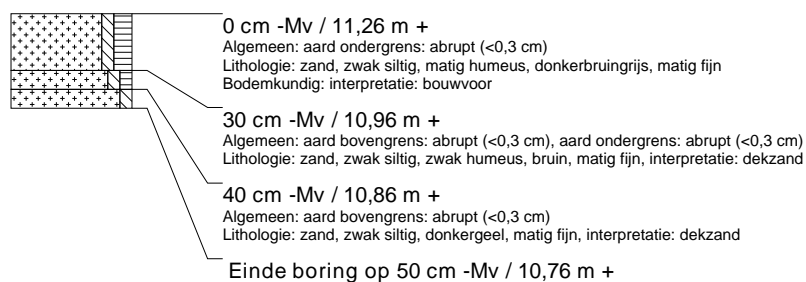 0 cm -Mv / 11,26 m +
Algemeen: aard ondergrens: abrupt (<0,3 cm)
Lithologie: zand, zwak siltig, matig humeus, donkerbruingrijs, matig fijn
Bodemkundig: interpretatie: bouwvoor
30 cm -Mv / 10,96 m +
Algemeen: aard bovengrens: abrupt (<0,3 cm), aard ondergrens: abrupt (<0,3 cm)
Lithologie: zand, zwak siltig, zwak humeus, bruin, matig fijn, interpretatie: dekzand
40 cm -Mv / 10,86 m +
Algemeen: aard bovengrens: abrupt (<0,3 cm)
Lithologie: zand, zwak siltig, donkergeel, matig fijn, interpretatie: dekzand
Einde boring op 50 cm -Mv / 10,76 m +